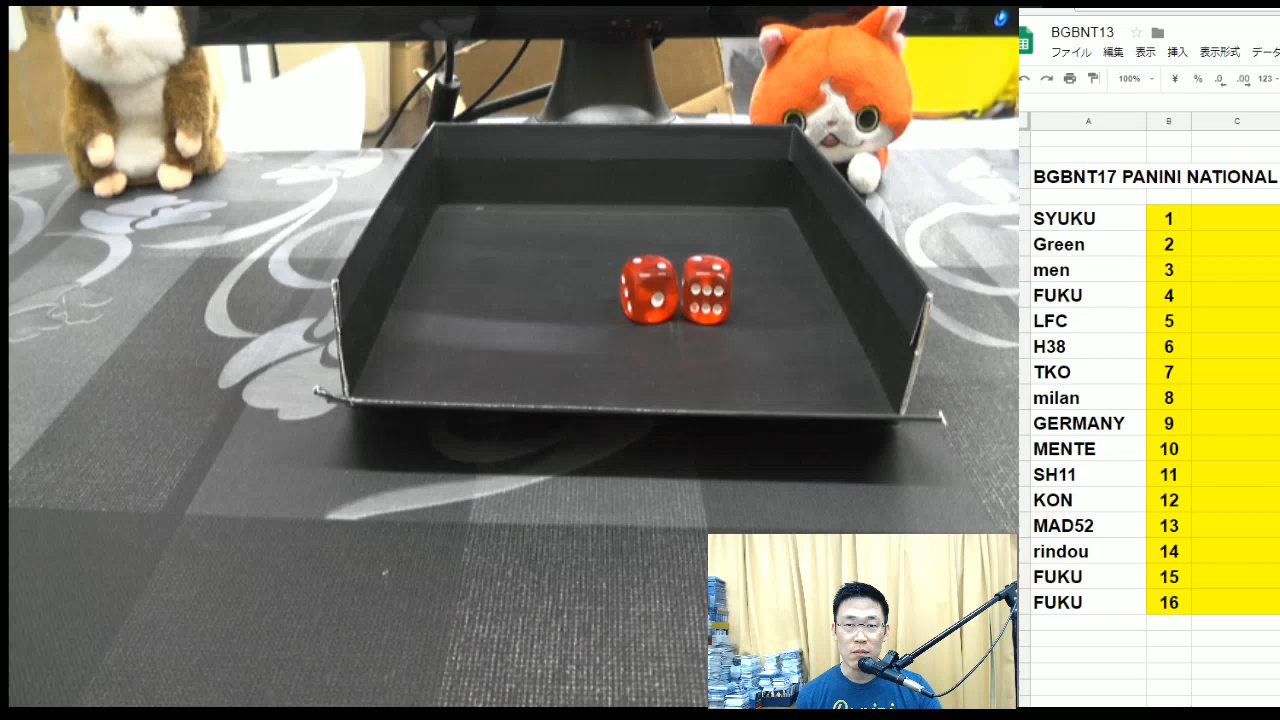 BGBNT13
ファイル 編集 表示 挿入 表示形式 データ
100% ¥ % .0 .00 123
A B C
BGBNT17 PANINI NATIONAL
SYUKU 1
Green 2
men 3
FUKU 4
LFC 5
H38 6
TKO 7
milan 8
GERMANY 9
MENTE 10
SH11 11
KON 12
MAD52 13
rindou 14
FUKU 15
FUKU 16